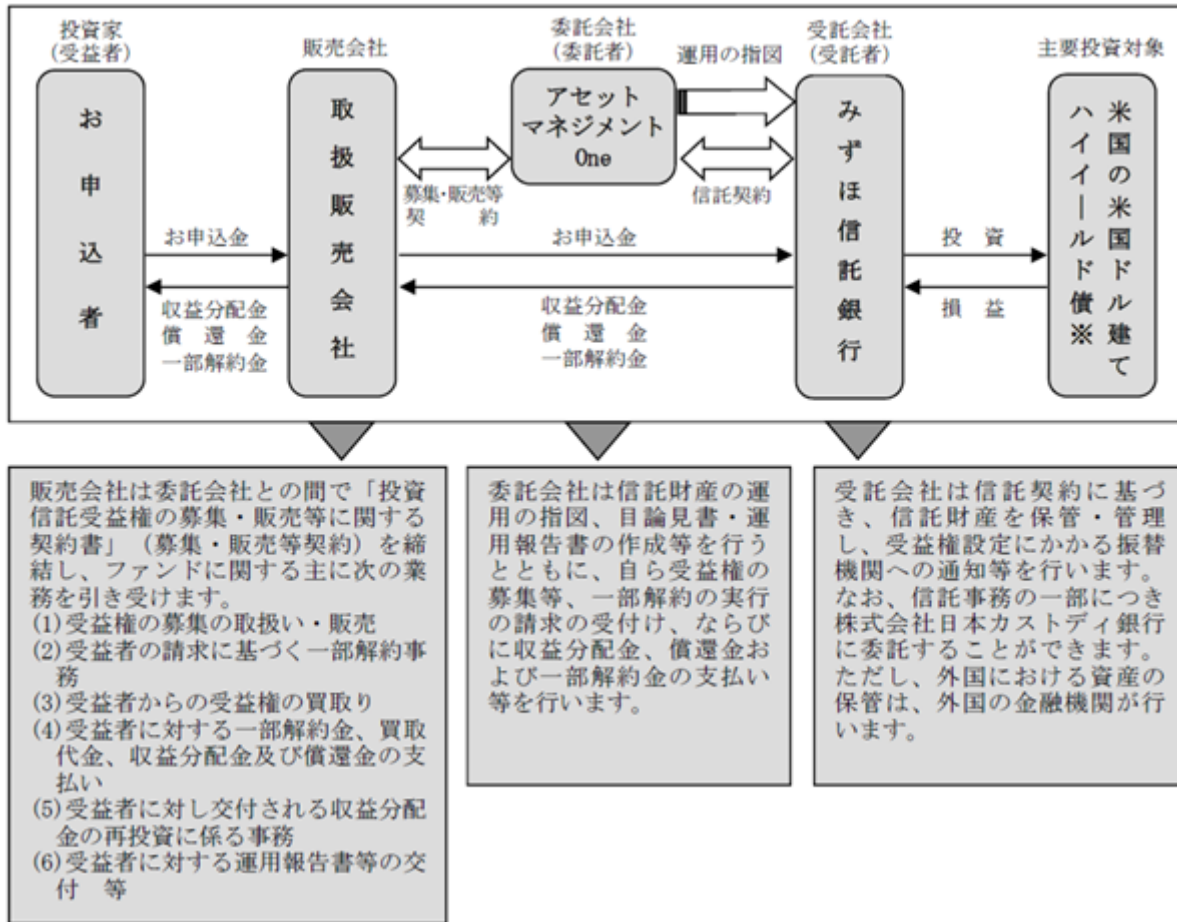 投資家
(受益者)
販売会社
委託会社
(委託者)
運用の指図
受託会社
(受託者)
主要投資対象
お申込者
取扱販売会社
アセット
マネジメント
One
みずほ信託銀行
米国の米国ドル建て
ハイイールド債※
募集・販売等
契約
信託契約
お申込金
収益分配金
償還金
一部解約金
お申込金
収益分配金
償還金
一部解約金
投資
損益
販売会社は委託会社との間で「投資
信託受益権の募集・販売等に関する
契約書」(募集・販売等契約)を締
結し、ファンドに関する主に次の業
務を引き受けます。
(1)受益権の募集の取扱い・販売
(2)受益者の請求に基づく一部解約事
務
(3)受益者からの受益権の買取り
(4)受益者に対する一部解約金、買取
代金、収益分配金及び償還金の支
払い
(5)受益者に対し交付される収益分配
金の再投資に係る事務
(6)受益者に対する運用報告書等の交
付 等
委託会社は信託財産の運
用の指図、目論見書・運
用報告書の作成等を行う
とともに、自ら受益権の
募集等、一部解約の実行
の請求の受付け、ならび
に収益分配金、償還金お
よび一部解約金の支払い
等を行います。
受託会社は信託契約に基づ
き、信託財産を保管・管理
し、受益権設定にかかる振替
機関への通知等を行います。
なお、信託事務の一部につき
株式会社日本カストディ銀行
に委託することができます。
ただし、外国における資産の
保管は、外国の金融機関が行
います。